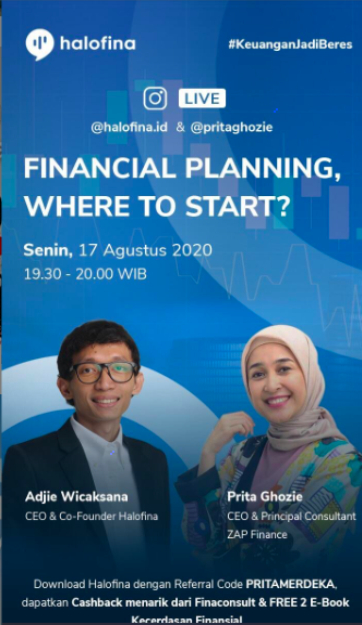 halofina
#KeuanganJadiBeres
LIVE
@halofina.id & @pritaghozie
FINANCIAL PLANNING,
WHERE TO START?
Senin, 17 Agustus 2020
19.30 - 20.00 WIB
Adjie Wicaksana
CEO & Co-Founder Halofina
Prita Ghozie
CEO & Principal Consultant
ZAP Finance
Download Halofina dengan Referral Code PRITAMERDEKA,
dapatkan Cashback menarik dari Finaconsult & FREE 2 E-Book
Kecerdasan Finansial